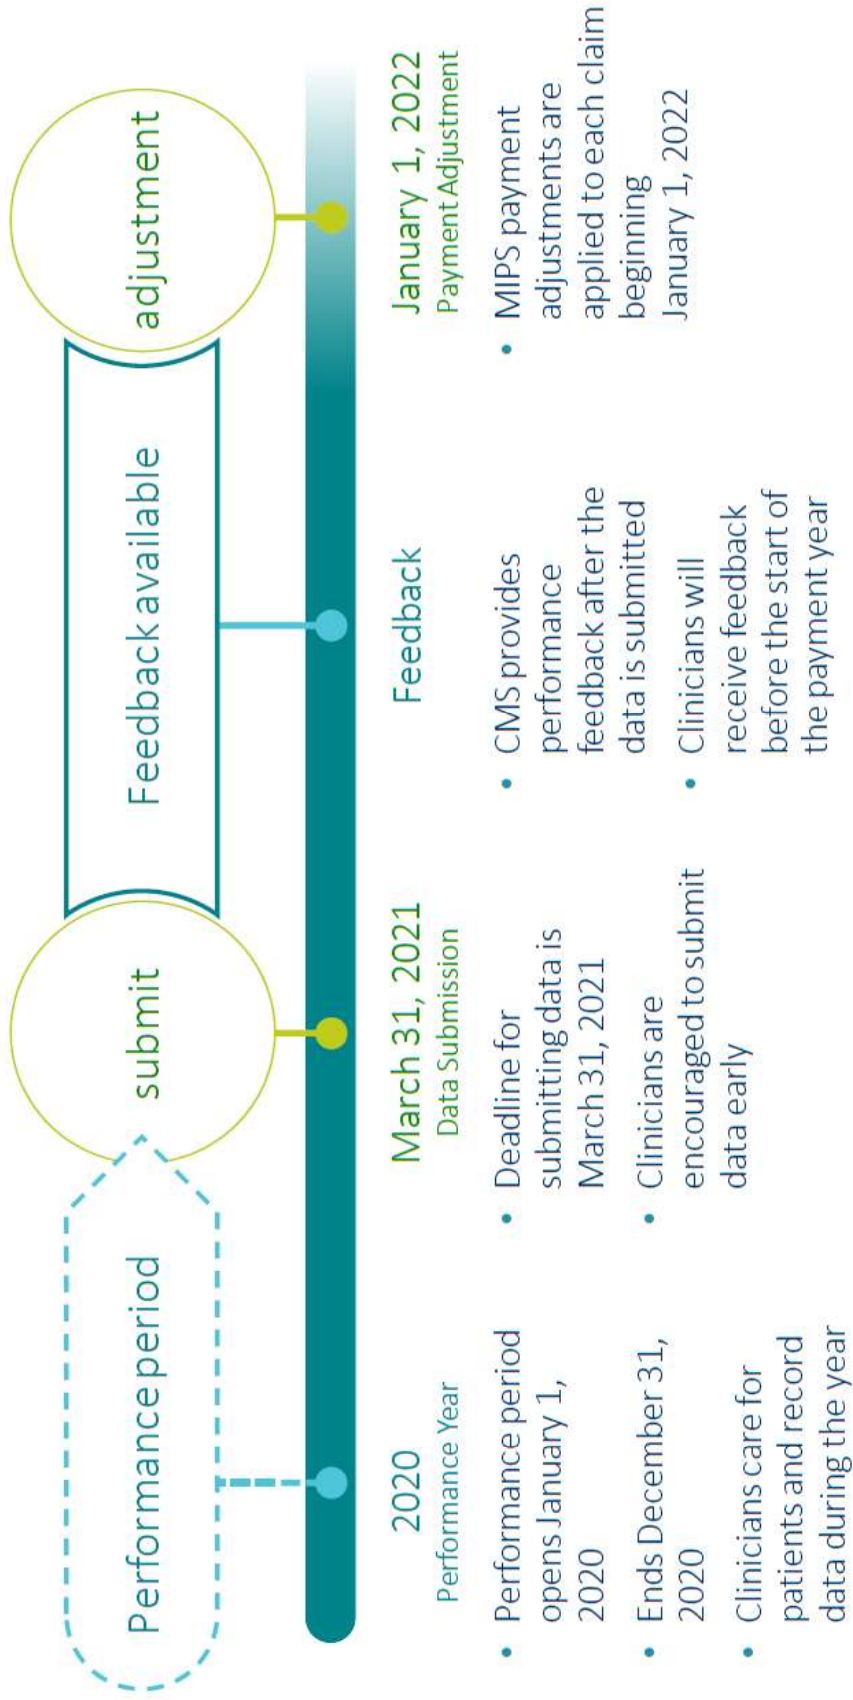 Performance period
submit
Feedback available
adjustment
2020
Performance Year
• Performance period
opens January 1,
2020
• Ends December 31,
2020
• Clinicians care for
patients and record
data during the year
March 31, 2021
Data Submission
• Deadline for
submitting data is
March 31, 2021
• Clinicians are
encouraged to submit
data early
Feedback
• CMS provides
performance
feedback after the
data is submitted
• Clinicians will
receive feedback
before the start of
the payment year
January 1, 2022
Payment Adjustment
• MIPS payment
adjustments are
applied to each claim
beginning
January 1, 2022